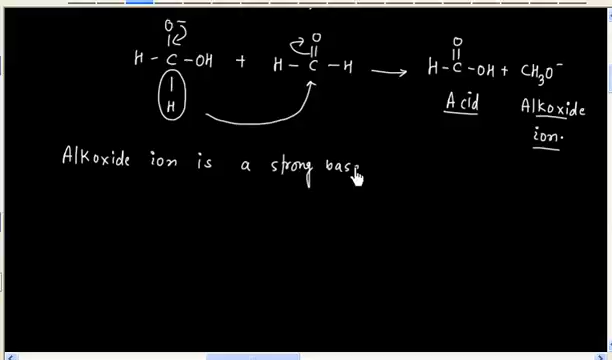 O⁻ O O
H - C - OH + H - C - H → H - C - OH + CH₃O⁻
H Acid Alkoxide
ion.
Alkoxide ion is a strong bas